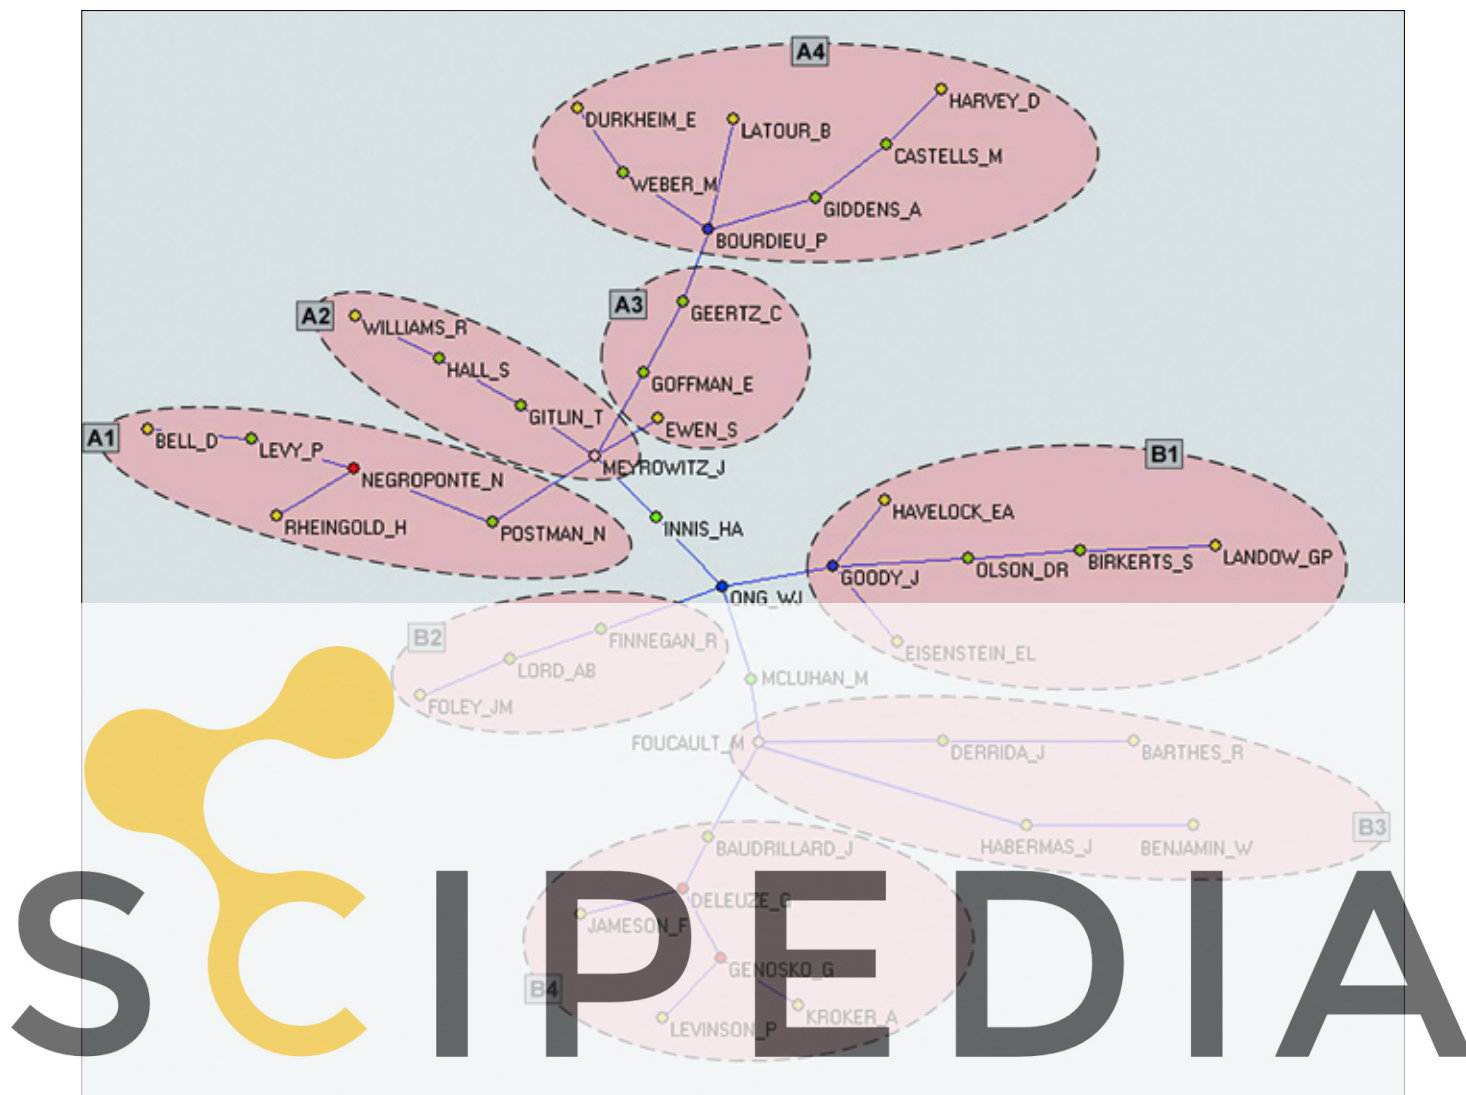 A4
HARVEY_D
DURKHEIM_E
LATOUR_B
CASTELLS_M
WEBER_M
GIDDENS_A
BOURDIEU_P
A3
GEERTZ_C
A2
WILLIAMS_R
HALL_S
GOFFMAN_E
GITLIN_T
EWEN_S
A1
BELL_D
LEVY_P
MEYROWITZ_J
NEGROPONTE_N
RHEINGOLD_H
POSTMAN_N
INNIS_HA
B1
HAVELOCK_EA
GOODY_J
OLSON_DR
BIRKERTS_S
LANDOW_GP
ONG_WJ
B2
FINNEGAN_R
EISENSTEIN_EL
LORD_AB
MCLUHAN_M
FOLEY_JM
FOUCAULT_M
DERRIDA_J
BARTHES_R
B3
BAUDRILLARD_J
HABERMAS_J
BENJAMIN_W
DELEUZE_G
JAMESON_F
GENOSKO_G
B4
LEVINSON_P
KROKER_A
SCIPEDIA